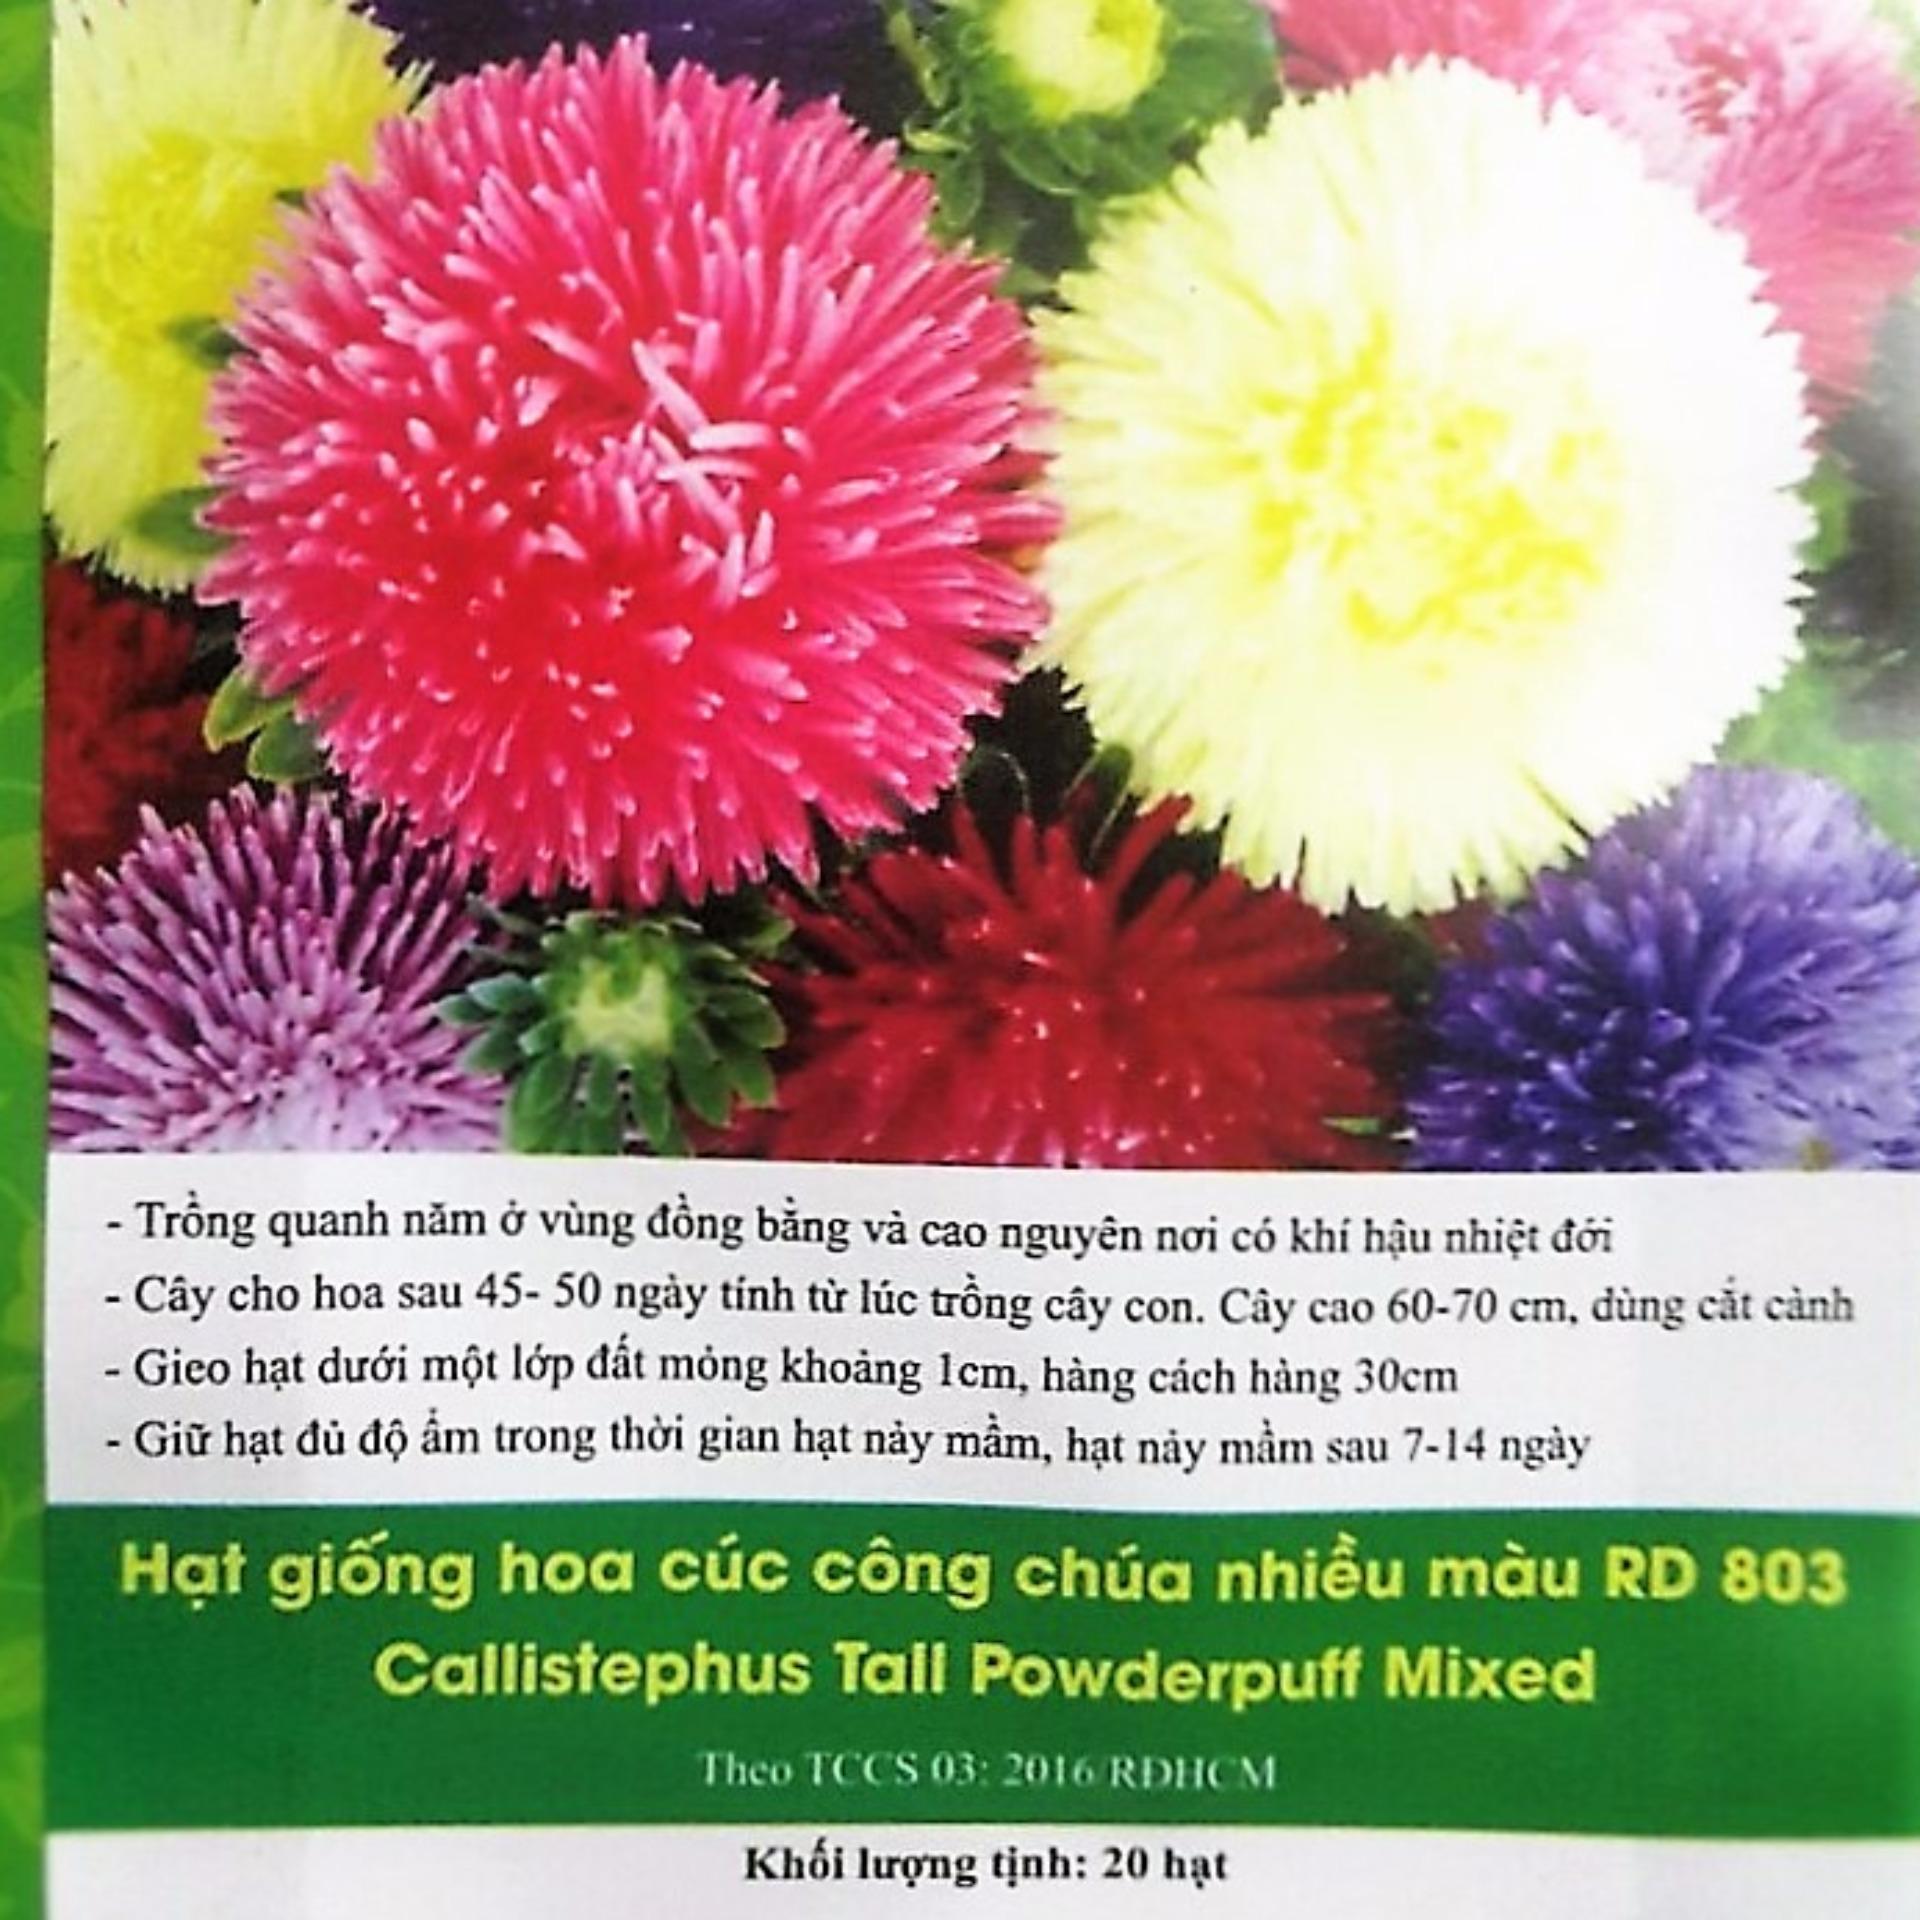 - Trồng quanh năm ở vùng đồng bằng và cao nguyên nơi có khí hậu nhiệt đới
- Cây cho hoa sau 45- 50 ngày tính từ lúc trồng cây con. Cây cao 60-70 cm, dùng cắt cành
- Gieo hạt dưới một lớp đất mỏng khoảng 1cm, hàng cách hàng 30cm
- Giữ hạt đủ độ ẩm trong thời gian hạt nảy mầm, hạt nảy mầm sau 7-14 ngày
Hạt giống hoa cúc công chúa nhiều màu RD 803
Callistephus Tall Powderpuff Mixed
Theo TCCS 03: 2016/RĐHCM
Khối lượng tịnh: 20 hạt